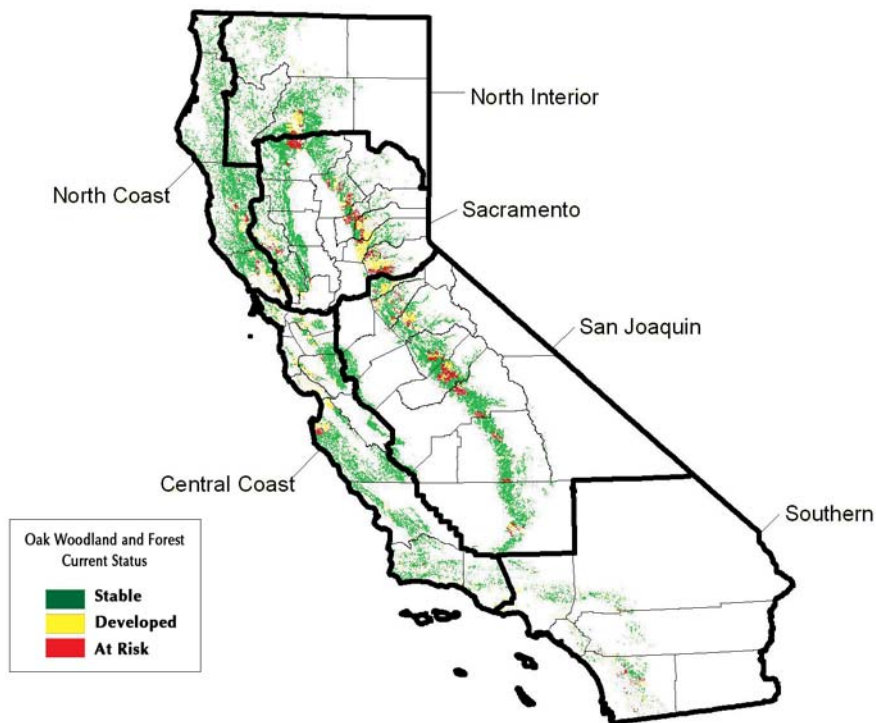 North Interior
North Coast
Sacramento
San Joaquin
Central Coast
Southern
Oak Woodland and Forest
Current Status
Stable
Developed
At Risk